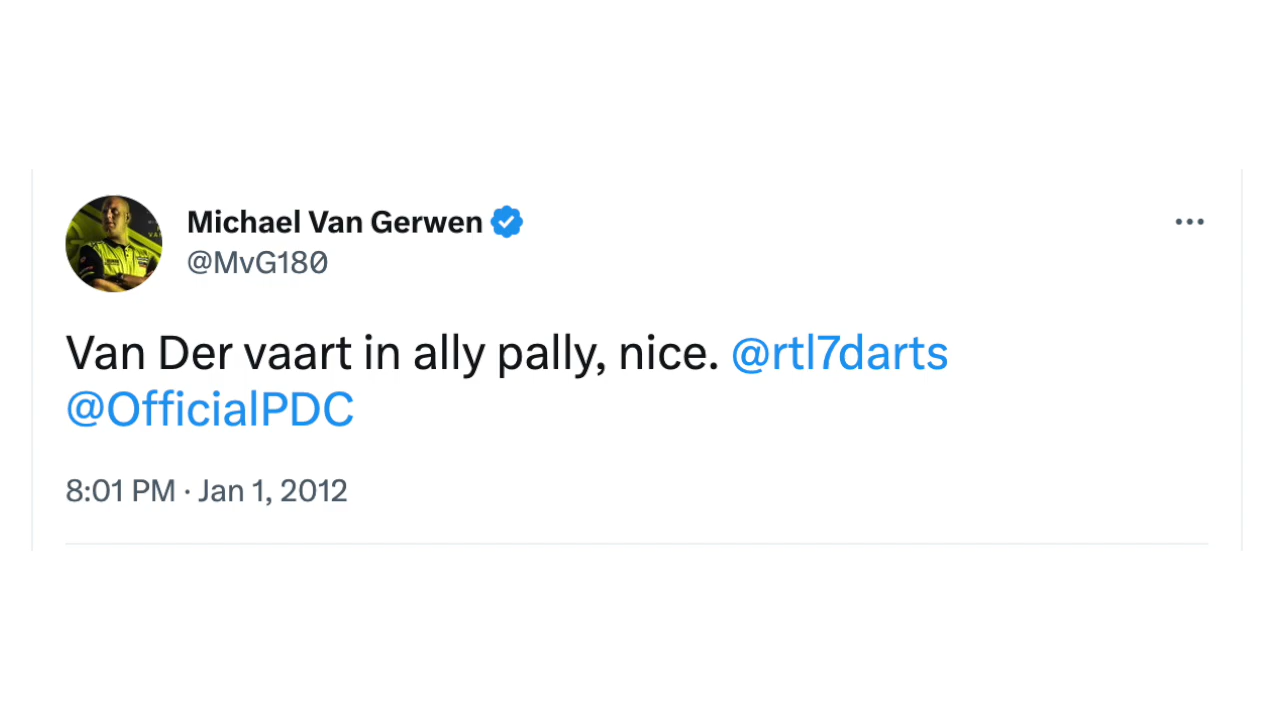 Michael Van Gerwen
@MvG180
Van Der vaart in ally pally, nice. @rtl7darts
@OfficialPDC
8:01 PM · Jan 1, 2012